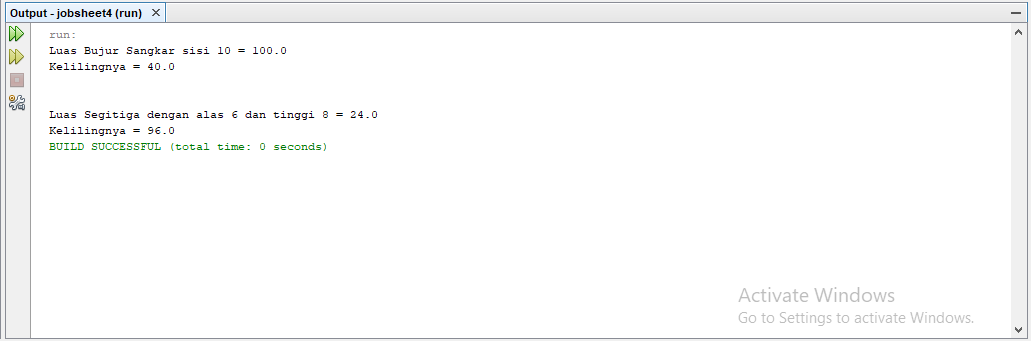 Output - jobsheet4 (run)
run:
Luas Bujur Sangkar sisi 10 = 100.0
Kelilingnya = 40.0
Luas Segitiga dengan alas 6 dan tinggi 8 = 24.0
Kelilingnya = 96.0
BUILD SUCCESSFUL (total time: 0 seconds)
Activate Windows
Go to Settings to activate Windows.